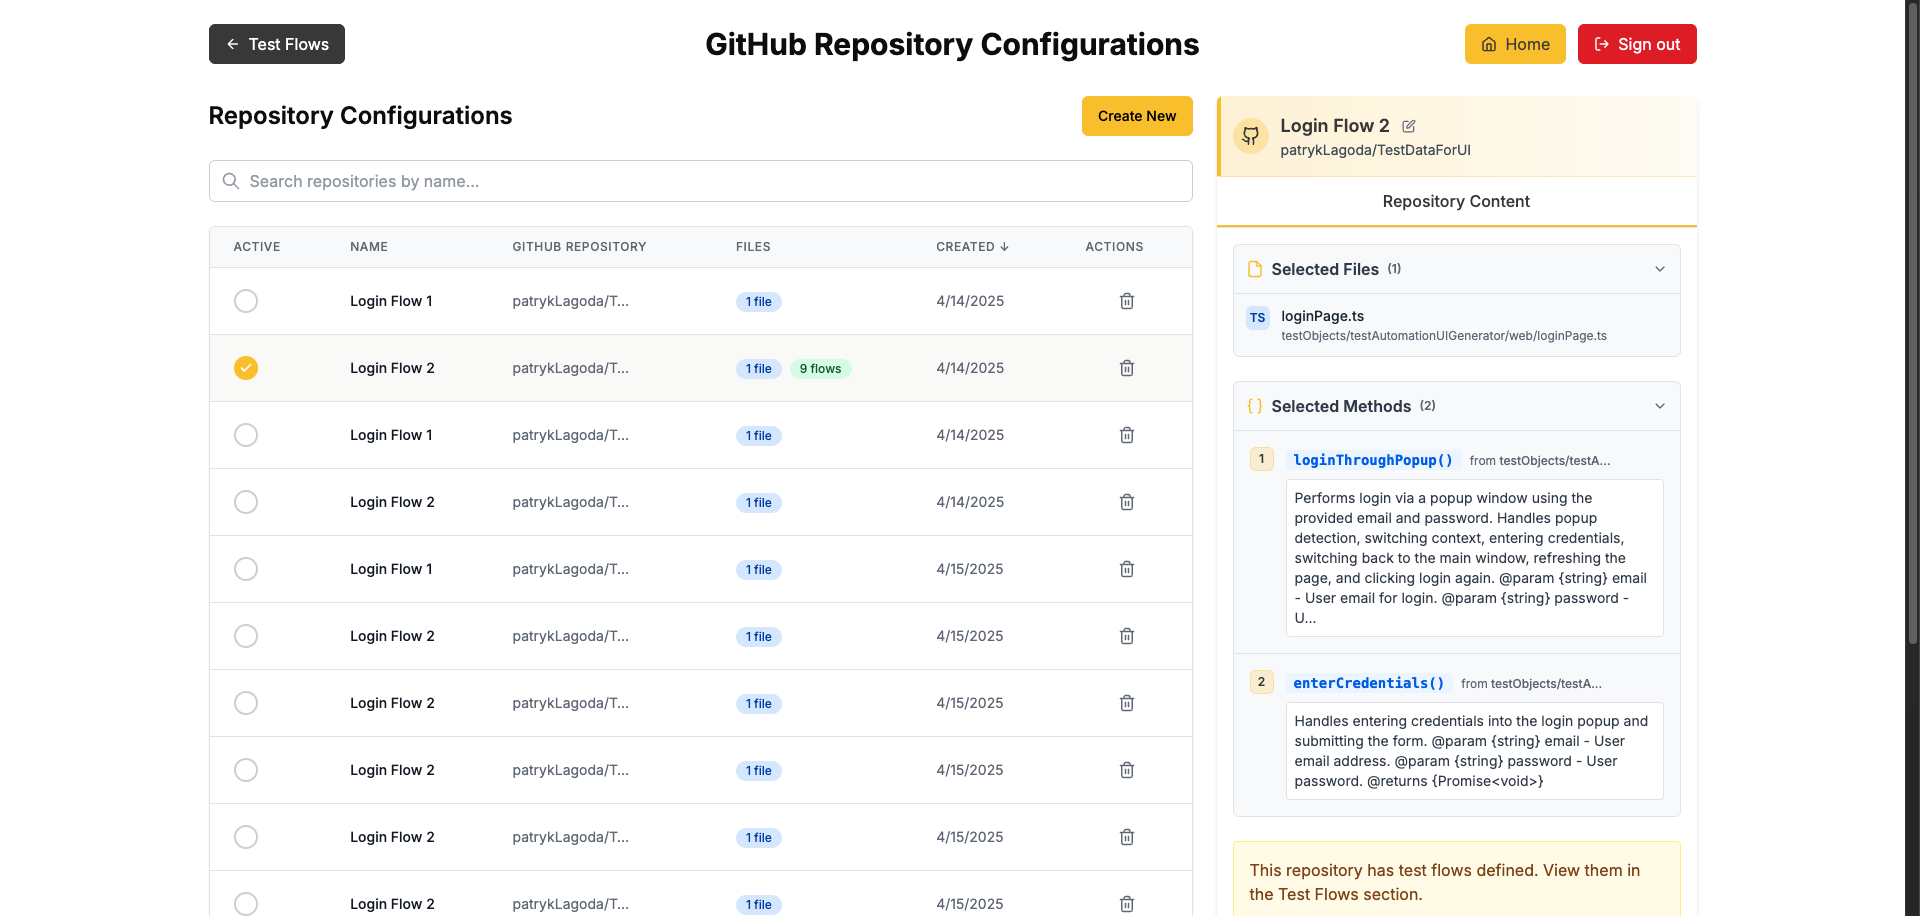 Test Flows
GitHub Repository Configurations
Home
Sign out
Repository Configurations
Create New
Search repositories by name...
ACTIVE NAME GITHUB REPOSITORY FILES CREATED ↓ ACTIONS
Login Flow 1 patrykLagoda/T... 1 file 4/14/2025
Login Flow 2 patrykLagoda/T... 1 file 9 flows 4/14/2025
Login Flow 1 patrykLagoda/T... 1 file 4/14/2025
Login Flow 2 patrykLagoda/T... 1 file 4/14/2025
Login Flow 1 patrykLagoda/T... 1 file 4/15/2025
Login Flow 2 patrykLagoda/T... 1 file 4/15/2025
Login Flow 2 patrykLagoda/T... 1 file 4/15/2025
Login Flow 2 patrykLagoda/T... 1 file 4/15/2025
Login Flow 2 patrykLagoda/T... 1 file 4/15/2025
Login Flow 2 patrykLagoda/T... 1 file 4/15/2025
Login Flow 2
patrykLagoda/TestDataForUI
Repository Content
Selected Files (1)
TS loginPage.ts
testObjects/testAutomationUIGenerator/web/loginPage.ts
{ } Selected Methods (2)
1 loginThroughPopup() from testObjects/testA...
Performs login via a popup window using the
provided email and password. Handles popup
detection, switching context, entering credentials,
switching back to the main window, refreshing the
page, and clicking login again. @param {string} email
- User email for login. @param {string} password -
U...
2 enterCredentials() from testObjects/testA...
Handles entering credentials into the login popup and
submitting the form. @param {string} email - User
email address. @param {string} password - User
password. @returns {Promise<void>}
This repository has test flows defined. View them in
the Test Flows section.